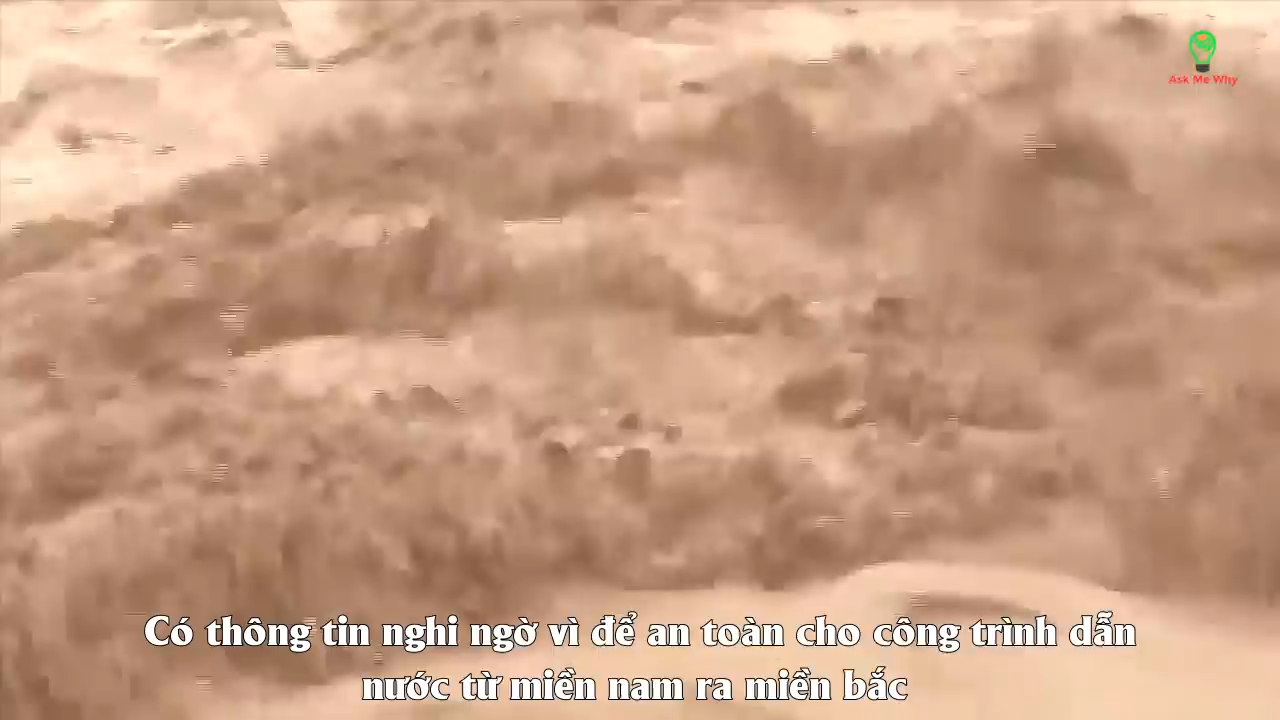 Ask Me Why
Có thông tin nghi ngờ vì để an toàn cho công trình dẫn
nước từ miền nam ra miền bắc